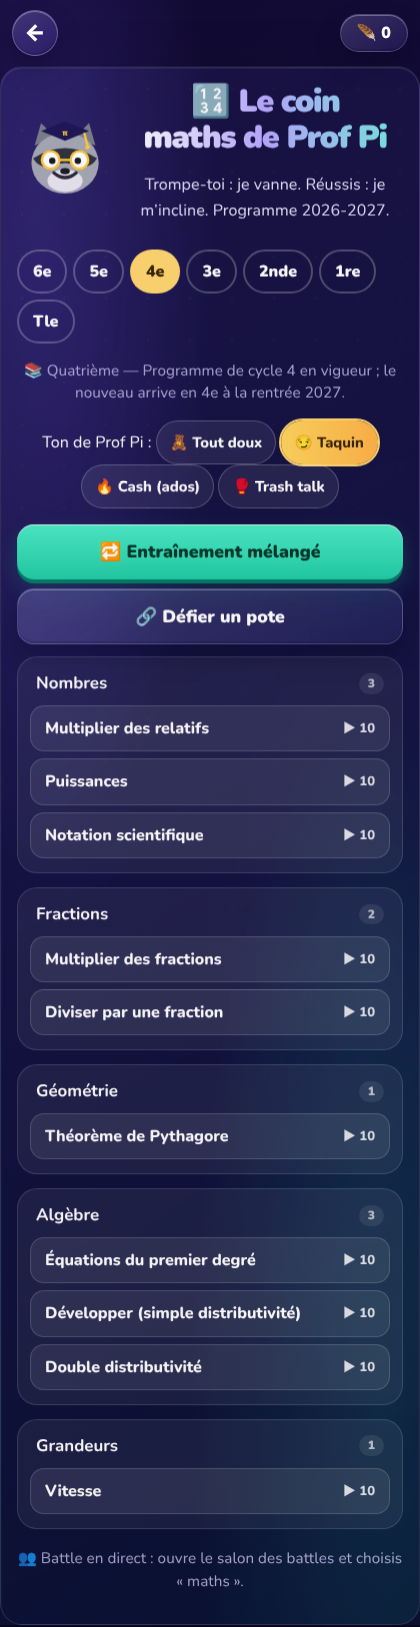 0
Le coin
maths de Prof Pi
Trompe-toi : je vanne. Réussis : je
m'incline. Programme 2026-2027.
6e 5e 4e 3e 2nde 1re
Tle
📚 Quatrième — Programme de cycle 4 en vigueur ; le
nouveau arrive en 4e à la rentrée 2027.
Ton de Prof Pi : 🧸 Tout doux 😏 Taquin
🔥 Cash (ados) 🥊 Trash talk
🔁 Entraînement mélangé
🔗 Défier un pote
Nombres 3
Multiplier des relatifs ▶ 10
Puissances ▶ 10
Notation scientifique ▶ 10
Fractions 2
Multiplier des fractions ▶ 10
Diviser par une fraction ▶ 10
Géométrie 1
Théorème de Pythagore ▶ 10
Algèbre 3
Équations du premier degré ▶ 10
Développer (simple distributivité) ▶ 10
Double distributivité ▶ 10
Grandeurs 1
Vitesse ▶ 10
👥 Battle en direct : ouvre le salon des battles et choisis
« maths ».